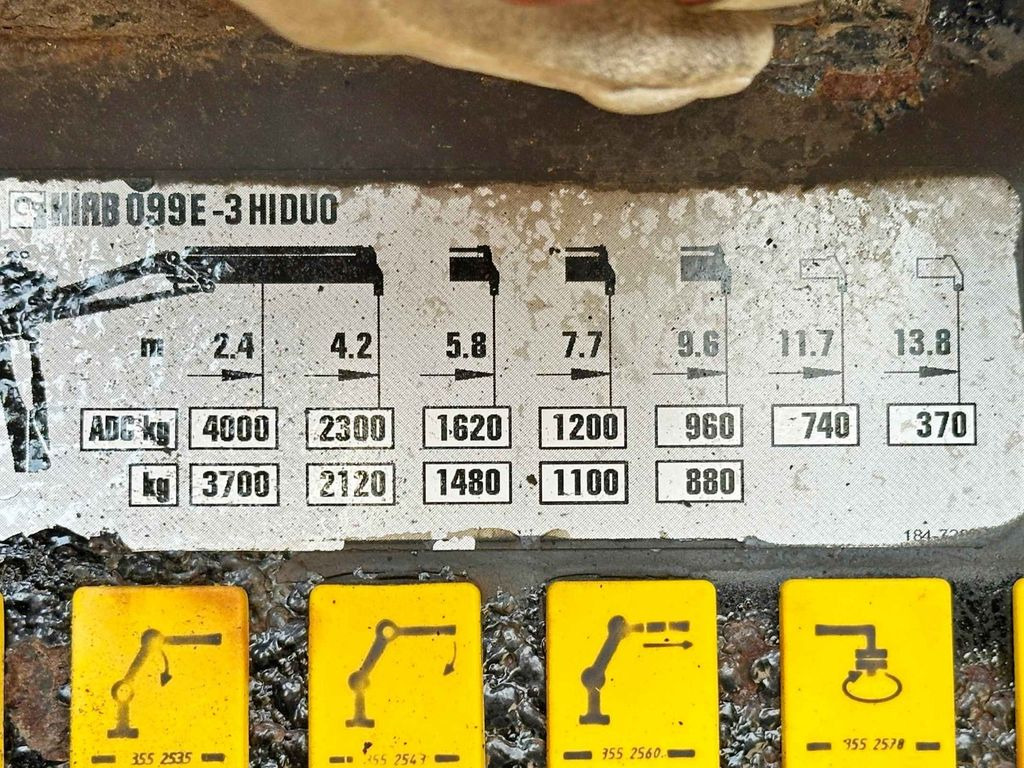 HIAB 099E-3 HIDUO
m 2.4 4.2 5.8 7.7 9.6 11.7 13.8
ADC kg 4000 2300 1620 1200 960 740 370
kg 3700 2120 1480 1100 880
355 2535 355 2543 355 2560 355 2578